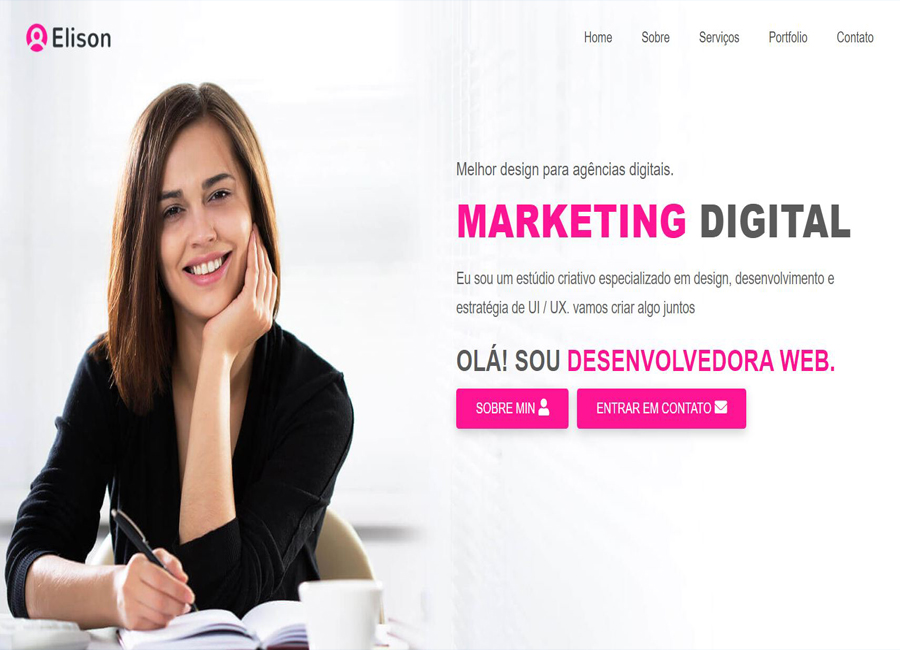 Elison
Home Sobre Serviços Portfolio Contato
Melhor design para agências digitais.
MARKETING DIGITAL
Eu sou um estúdio criativo especializado em design, desenvolvimento e
estratégia de UI / UX. vamos criar algo juntos
OLÁ! SOU DESENVOLVEDORA WEB.
SOBRE MIN ENTRAR EM CONTATO